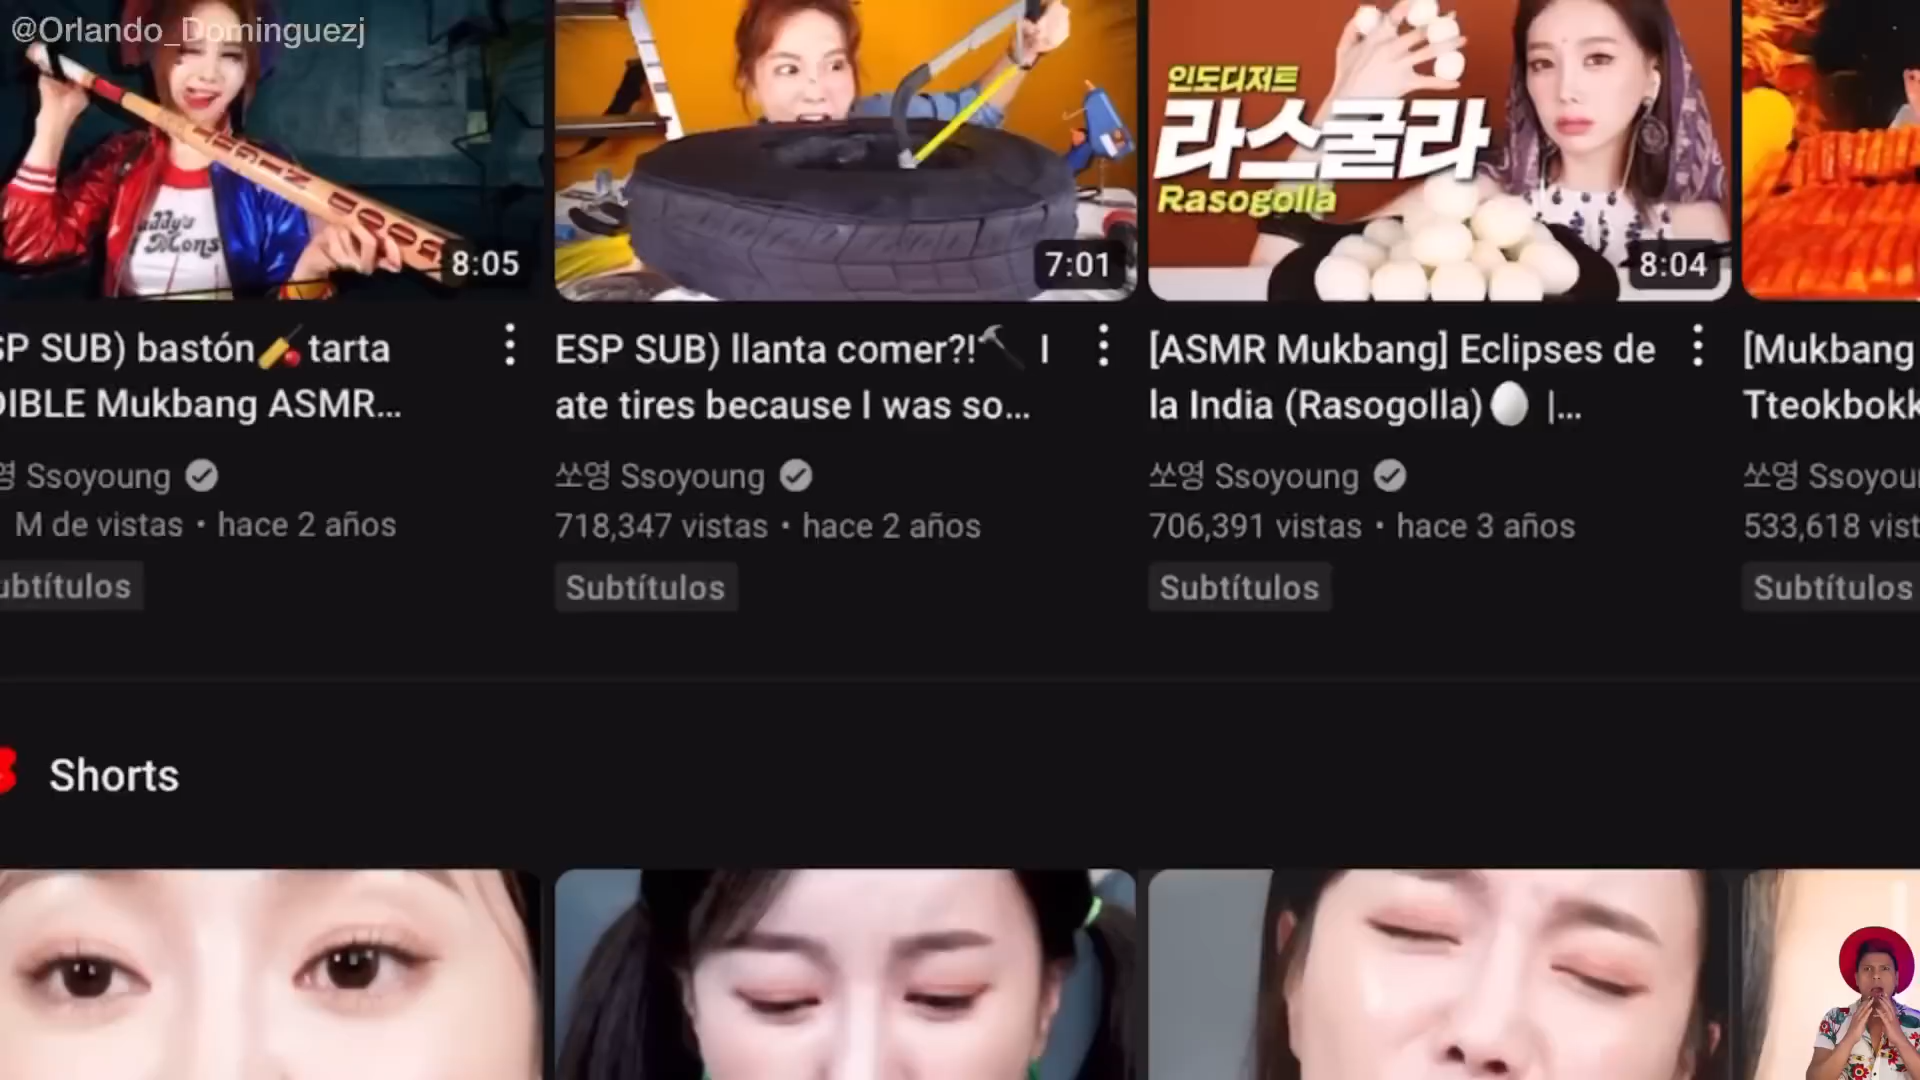 @Orlando_Dominguezj
8:05
7:01
인도디저트
라스굴라
Rasogolla
8:04
SP SUB) bastón🏏tarta
DIBLE Mukbang ASMR...
ESP SUB) llanta comer?!🔨 I
ate tires because I was so...
[ASMR Mukbang] Eclipses de
la India (Rasogolla)🥚 |...
[Mukbang
Tteokbokk
영 Ssoyoung
쏘영 Ssoyoung
쏘영 Ssoyoung
쏘영 Ssoyou
M de vistas • hace 2 años
718,347 vistas • hace 2 años
706,391 vistas • hace 3 años
533,618 vist
ubtítulos
Subtítulos
Subtítulos
Subtítulos
Shorts